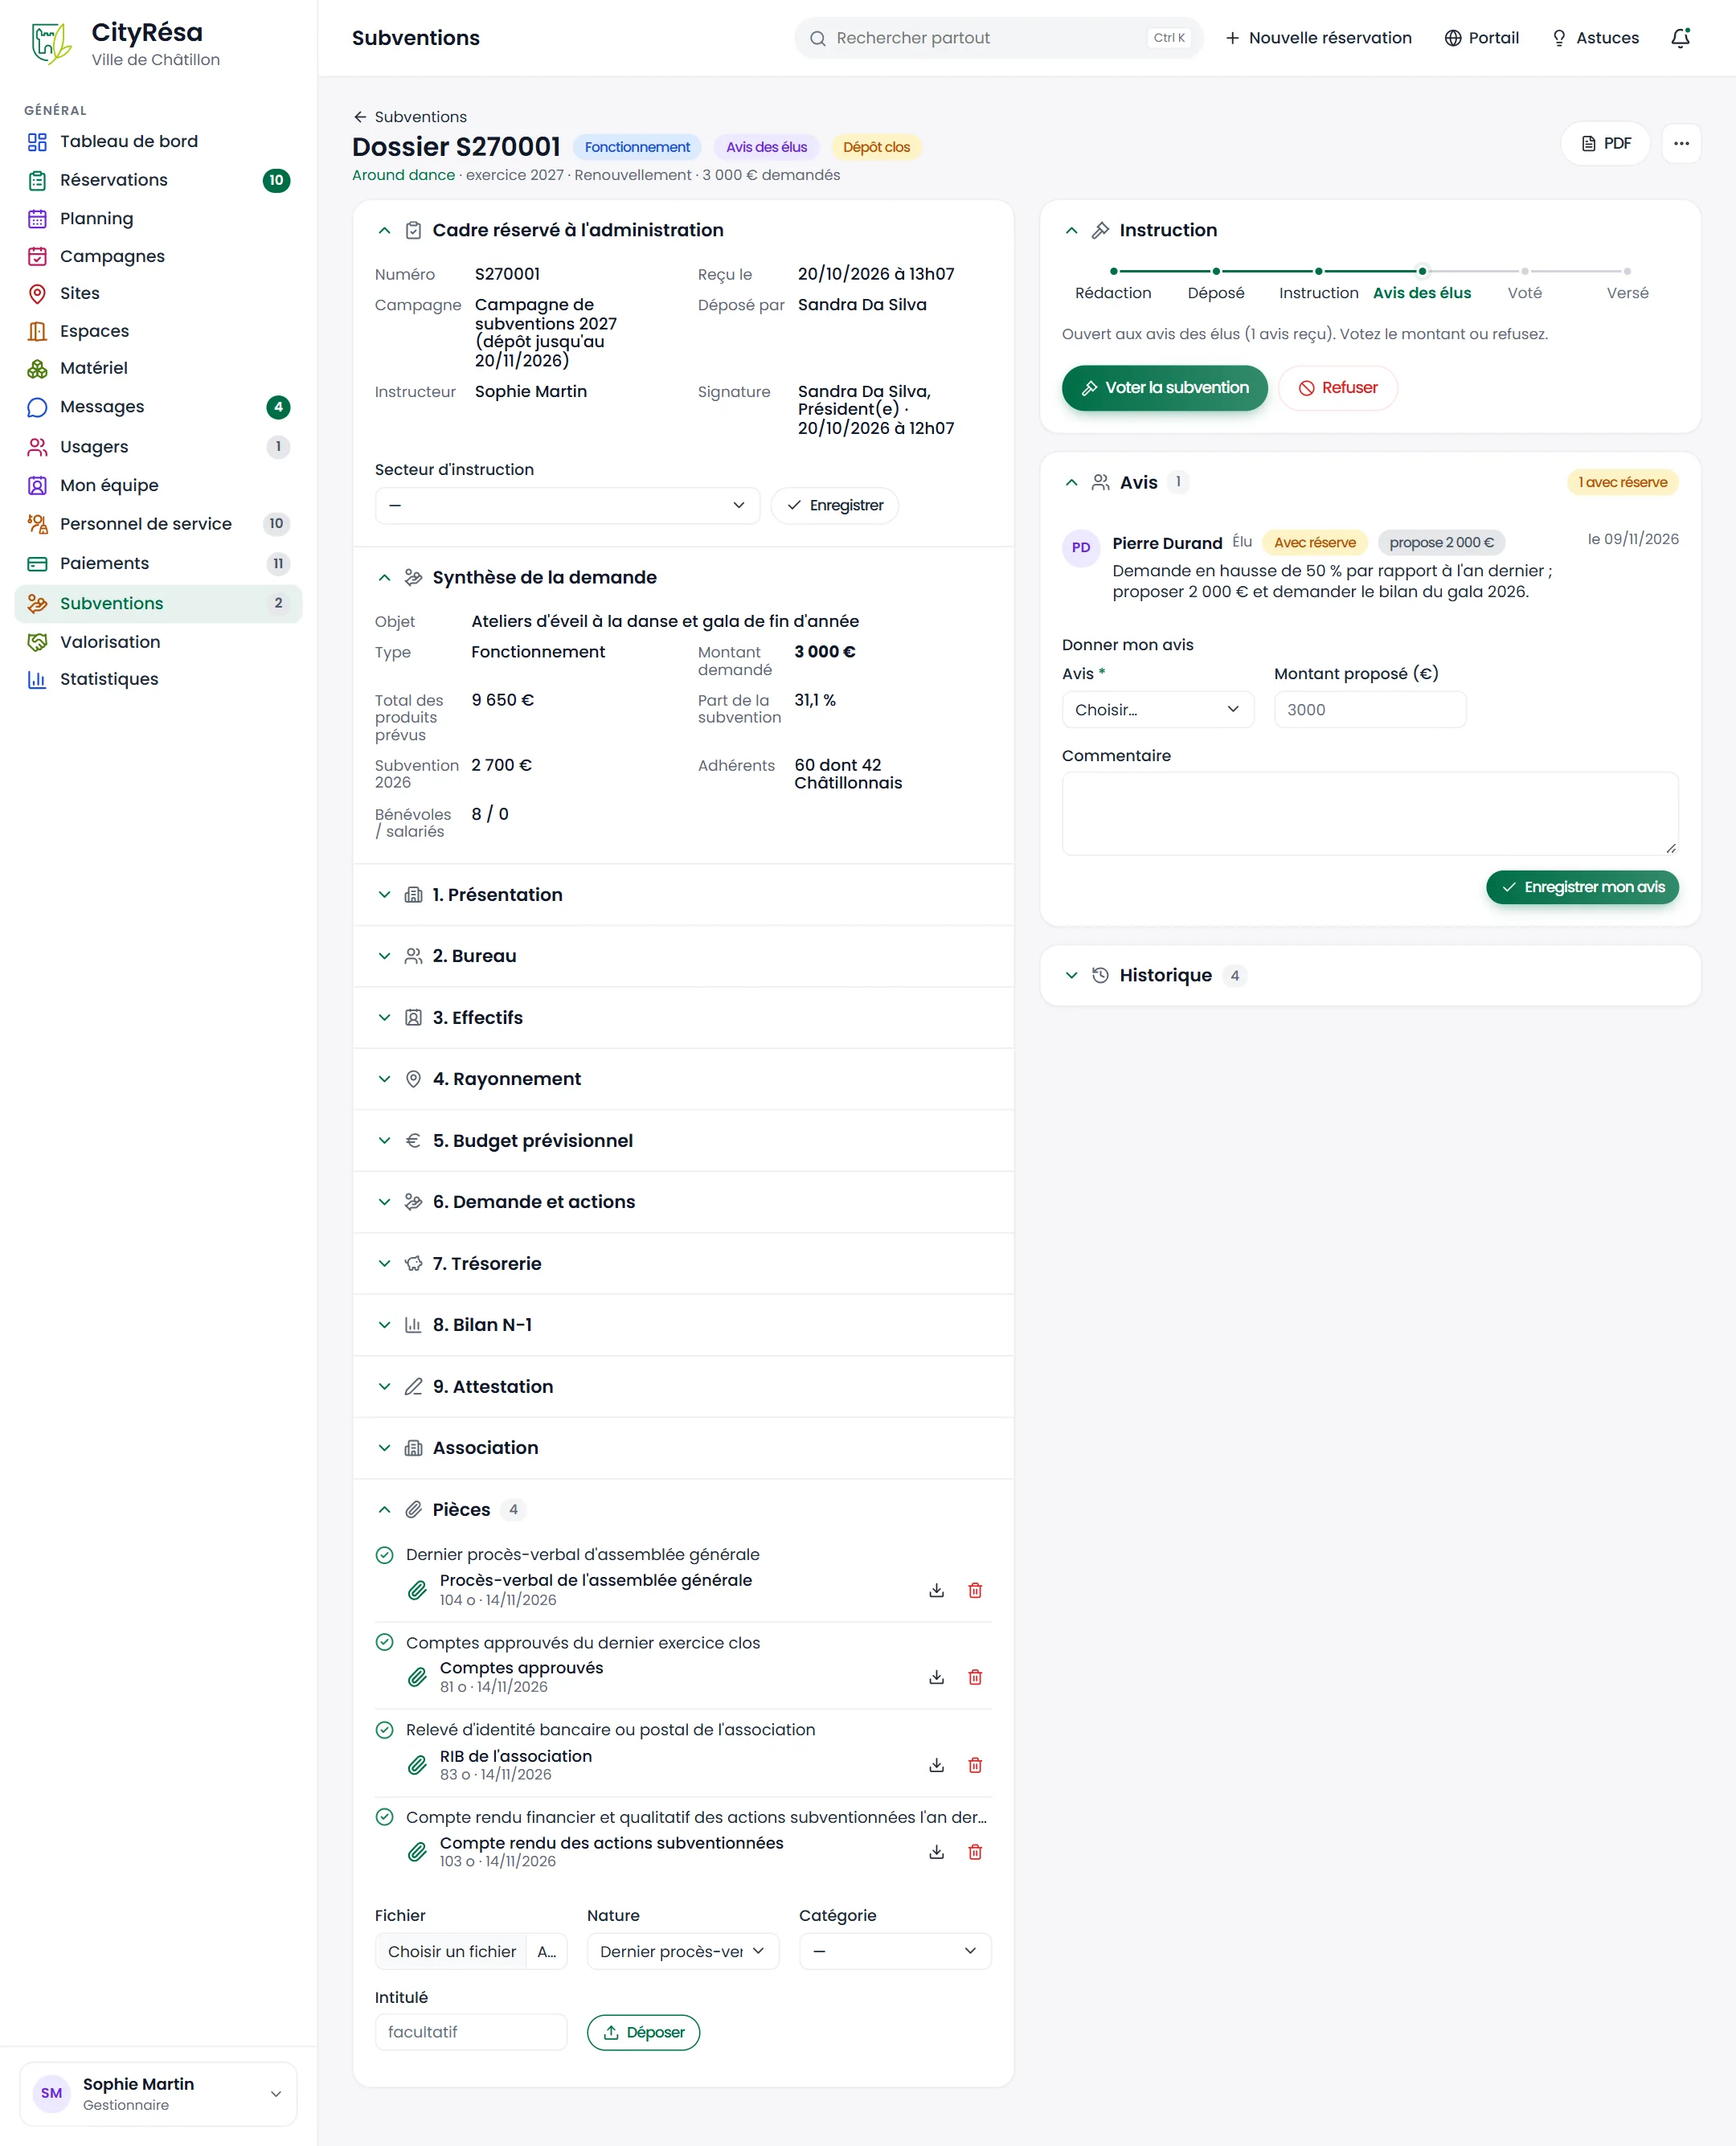 CityRésa
Ville de Châtillon
GÉNÉRAL
Tableau de bord
Réservations 10
Planning
Campagnes
Sites
Espaces
Matériel
Messages 4
Usagers 1
Mon équipe
Personnel de service 10
Paiements 11
Subventions 2
Valorisation
Statistiques
SM
Sophie Martin
Gestionnaire
Subventions
Rechercher partout Ctrl K
Nouvelle réservation
Portail
Astuces
Subventions
Dossier S270001 Fonctionnement Avis des élus Dépôt clos
Around dance · exercice 2027 · Renouvellement · 3 000 € demandés
PDF
Cadre réservé à l'administration
Numéro S270001
Reçu le 20/10/2026 à 13h07
Campagne Campagne de
subventions 2027
(dépôt jusqu'au
20/11/2026)
Déposé par Sandra Da Silva
Instructeur Sophie Martin
Signature Sandra Da Silva,
Président(e) ·
20/10/2026 à 12h07
Secteur d'instruction
—
Enregistrer
Synthèse de la demande
Objet Ateliers d'éveil à la danse et gala de fin d'année
Type Fonctionnement
Montant
demandé
3 000 €
Total des
produits
prévus
9 650 €
Part de la
subvention
31,1 %
Subvention
2026
2 700 €
Adhérents 60 dont 42
Châtillonnais
Bénévoles
/ salariés
8 / 0
1. Présentation
2. Bureau
3. Effectifs
4. Rayonnement
5. Budget prévisionnel
6. Demande et actions
7. Trésorerie
8. Bilan N-1
9. Attestation
Association
Pièces 4
Dernier procès-verbal d'assemblée générale
Procès-verbal de l'assemblée générale
104 o · 14/11/2026
Comptes approuvés du dernier exercice clos
Comptes approuvés
81 o · 14/11/2026
Relevé d'identité bancaire ou postal de l'association
RIB de l'association
83 o · 14/11/2026
Compte rendu financier et qualitatif des actions subventionnées l'an der…
Compte rendu des actions subventionnées
103 o · 14/11/2026
Fichier
Choisir un fichier A…
Nature
Dernier procès-ver
Catégorie
—
Intitulé
facultatif
Déposer
Instruction
Rédaction Déposé Instruction Avis des élus Voté Versé
Ouvert aux avis des élus (1 avis reçu). Votez le montant ou refusez.
Voter la subvention
Refuser
Avis 1
1 avec réserve
PD
Pierre Durand Élu Avec réserve propose 2 000 € le 09/11/2026
Demande en hausse de 50 % par rapport à l'an dernier ;
proposer 2 000 € et demander le bilan du gala 2026.
Donner mon avis
Avis *
Choisir…
Montant proposé (€)
3000
Commentaire
Enregistrer mon avis
Historique 4